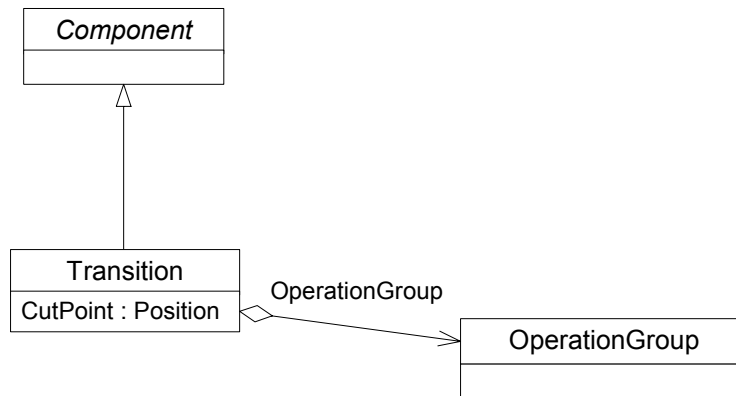 Component
Transition
CutPoint : Position
OperationGroup
OperationGroup